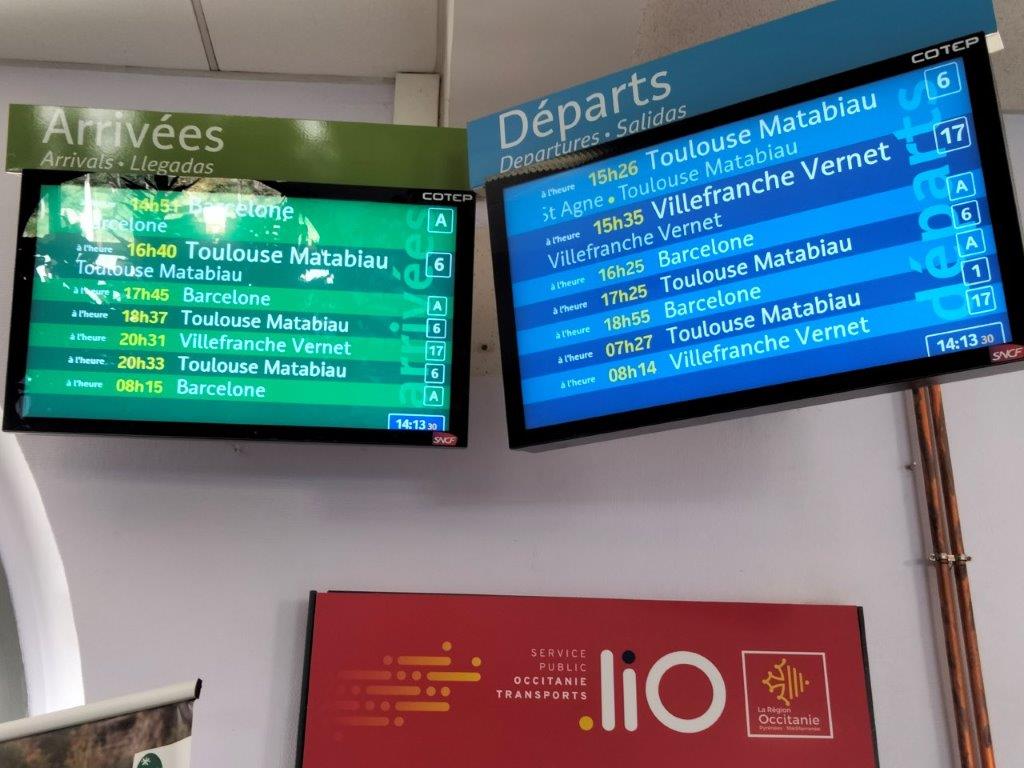 Arrivées
Arrivals • Llegadas
COTEP
14h51 Barcelone A
Barcelone
à l'heure 16h40 Toulouse Matabiau 6
Toulouse Matabiau
à l'heure 17h45 Barcelone A
à l'heure 18h37 Toulouse Matabiau 6
à l'heure 20h31 Villefranche Vernet 17
à l'heure 20h33 Toulouse Matabiau 6
à l'heure 08h15 Barcelone A
arrivées
14:13 30
SNCF
Départs
Departures • Salidas
COTEP
à l'heure 15h26 Toulouse Matabiau 6
St Agne • Toulouse Matabiau
à l'heure 15h35 Villefranche Vernet 17
Villefranche Vernet
à l'heure 16h25 Barcelone A
à l'heure 17h25 Toulouse Matabiau 6
à l'heure 18h55 Barcelone A
à l'heure 07h27 Toulouse Matabiau 1
à l'heure 08h14 Villefranche Vernet 17
départs
14:13 30
SNCF
SERVICE
PUBLIC
OCCITANIE
TRANSPORTS
liO
La Région
Occitanie
Pyrénées Méditerranée